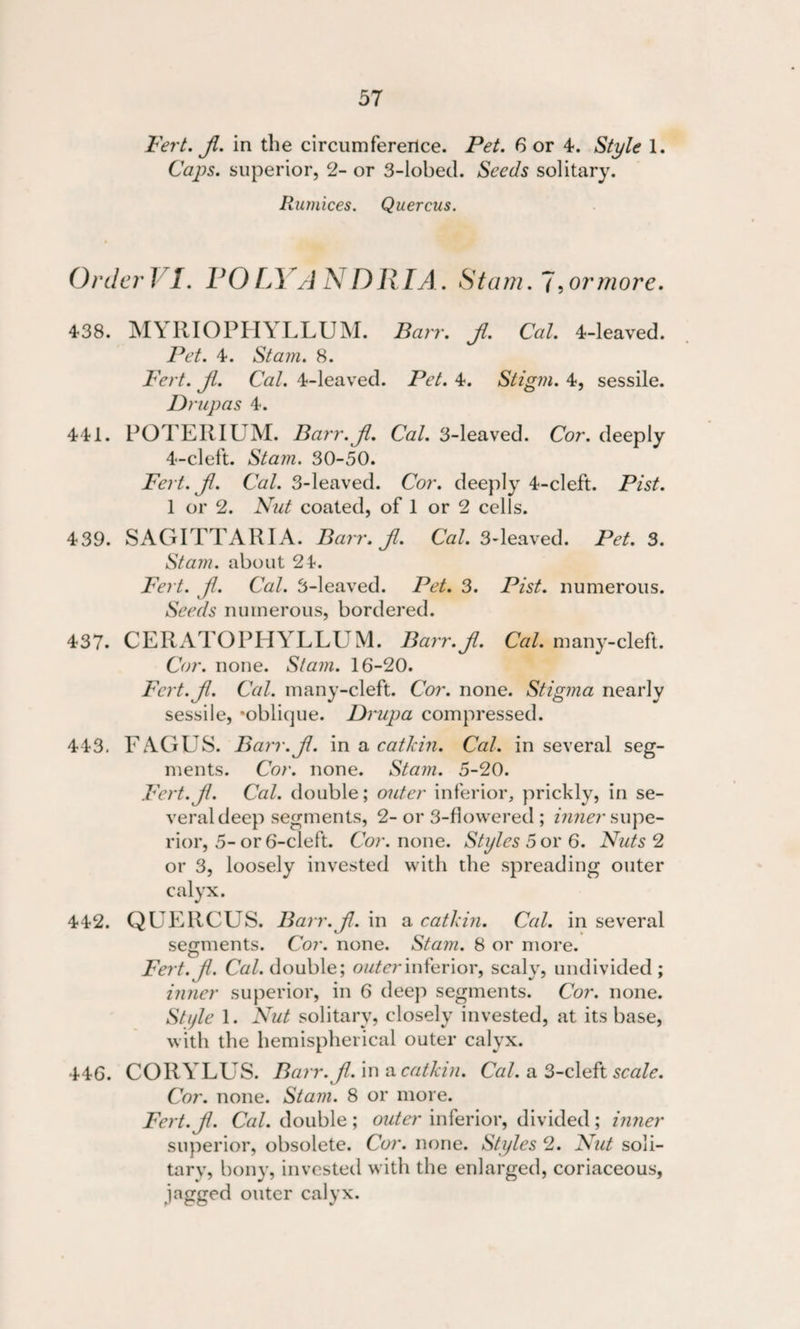 57
Fert. fl. in the circumference. Pet. 6 or 4. Style 1.
Caps. superior, 2- or 3-lobed. Seeds solitary.
Rumices. Quercus.
Order VI. POLYANDRIA. Stam. 7, or more.
438. MYRIOPHYLLUM. Barr. fl. Cal. 4-leaved.
Pet. 4. Stam. 8.
Fert. fl. Cal. 4-leaved. Pet. 4. Stigm. 4, sessile.
Drupas 4.
441. POTERIUM. Barr. fl. Cal. 3-leaved. Cor. deeply
4-cleft. Stam. 30-50.
Fert. fl. Cal. 3-leaved. Cor. deeply 4-cleft. Pist.
1 or 2. Nut coated, of 1 or 2 cells.
439. SAGITTARIA. Barr. fl. Cal. 3-leaved. Pet. 3.
Stam. about 24.
Fert. fl. Cal. 3-leaved. Pet. 3. Pist. numerous.
Seeds numerous, bordered.
437. CERATOPHYLLUM. Barr. fl. Cal. many-cleft.
Cor. none. Stam. 16-20.
Fert. fl. Cal. many-cleft. Cor. none. Stigma nearly
sessile, oblique. Drupa compressed.
443. FAGUS. Barr. fl. in a catkin. Cal. in several seg-
ments. Cor. none. Stam. 5-20.
Fert. fl. Cal. double; outer inferior, prickly, in se-
veral deep segments, 2- or 3-flowered; inner supe-
rior, 5- or 6-cleft. Cor. none. Styles 5 or 6. Nuts 2
or 3, loosely invested with the spreading outer
calyx.
442. QUERCUS. Barr. fl. in a catkin. Cal. in several
segments. Cor. none. Stam. 8 or more.
Fert. fl. Cal. double; outer inferior, scaly, undivided;
inner superior, in 6 deep segments. Cor. none.
Style 1. Nut solitary, closely invested, at its base,
with the hemispherical outer calyx.
446. CORYLUS. Barr. fl. in a catkin. Cal. a 3-cleft scale.
Cor. none. Stam. 8 or more.
Fert. fl. Cal. double; outer inferior, divided; inner
superior, obsolete. Cor. none. Styles 2. Nut soli-
tary, bony, invested with the enlarged, coriaceous,
jagged outer calyx.